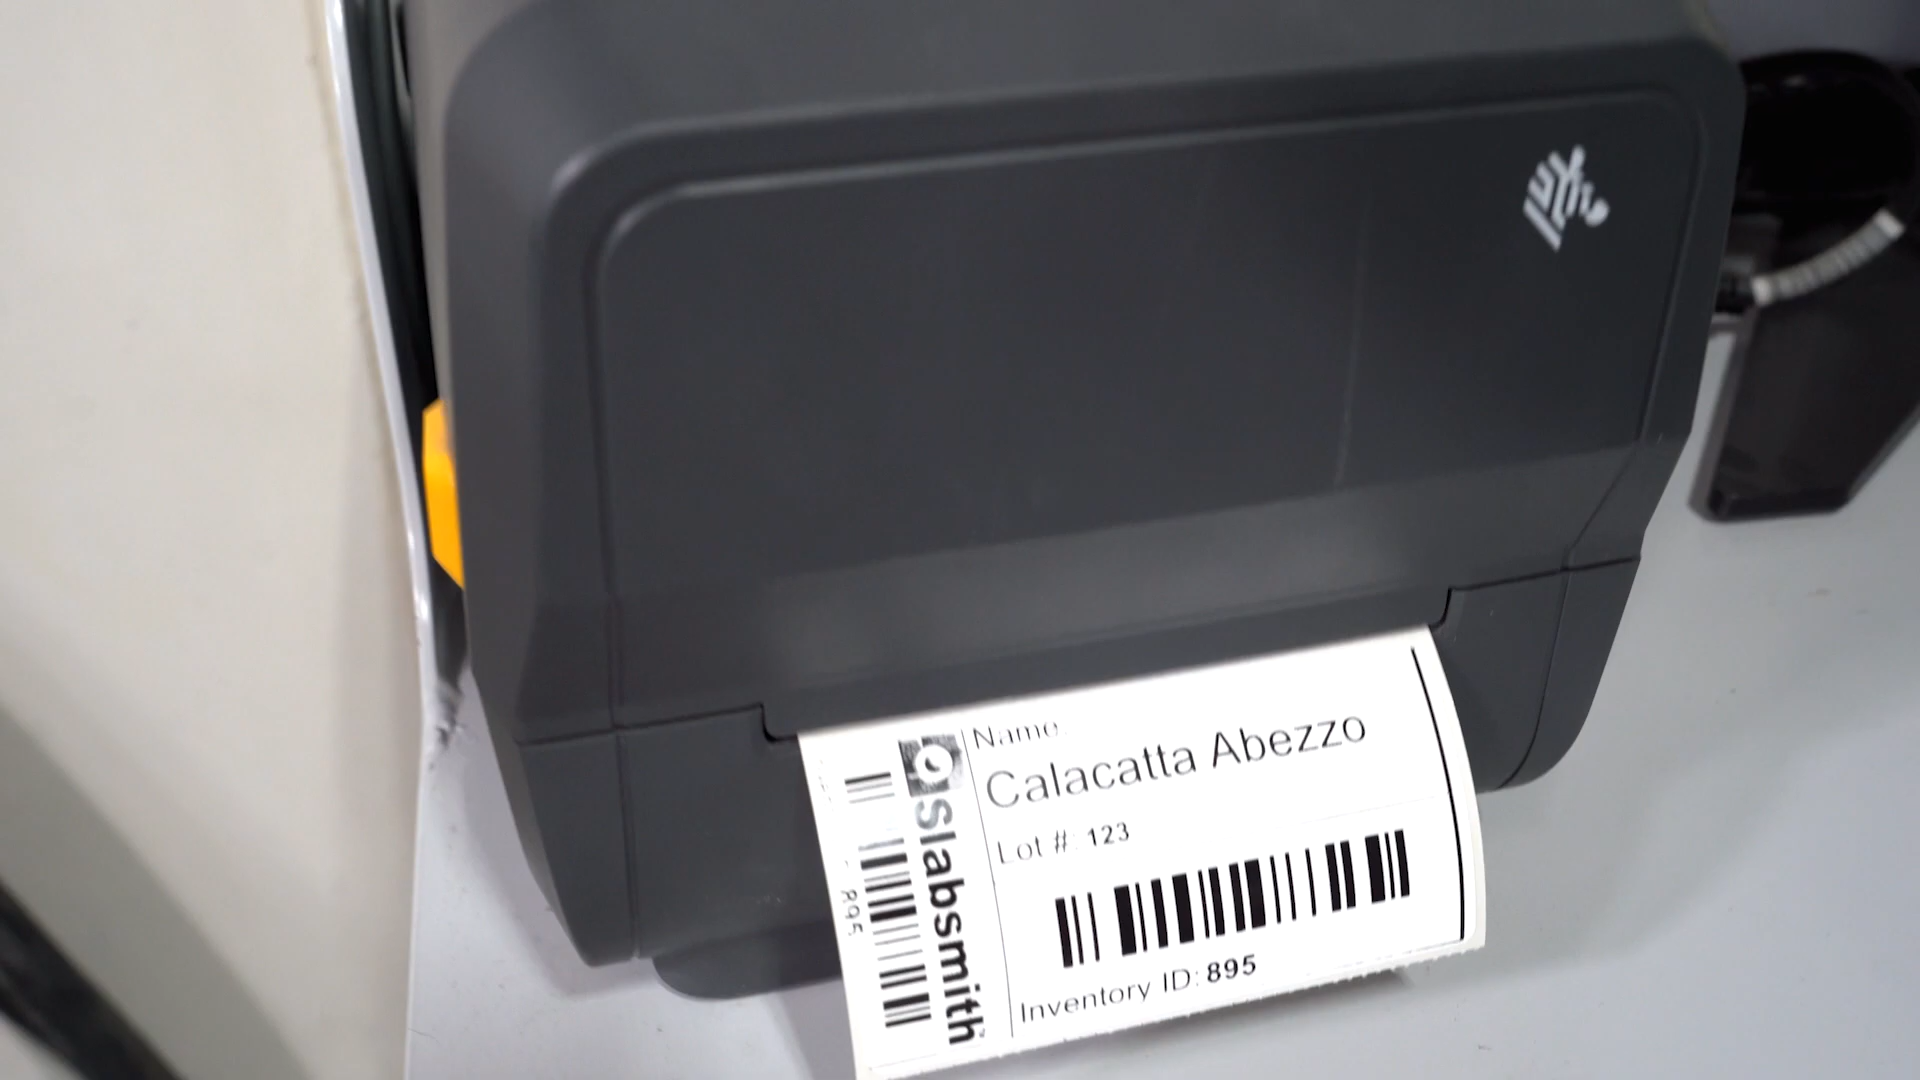 Name:
Calacatta Abezzo
Lot #: 123
Inventory ID: 895
Slabsmith
895